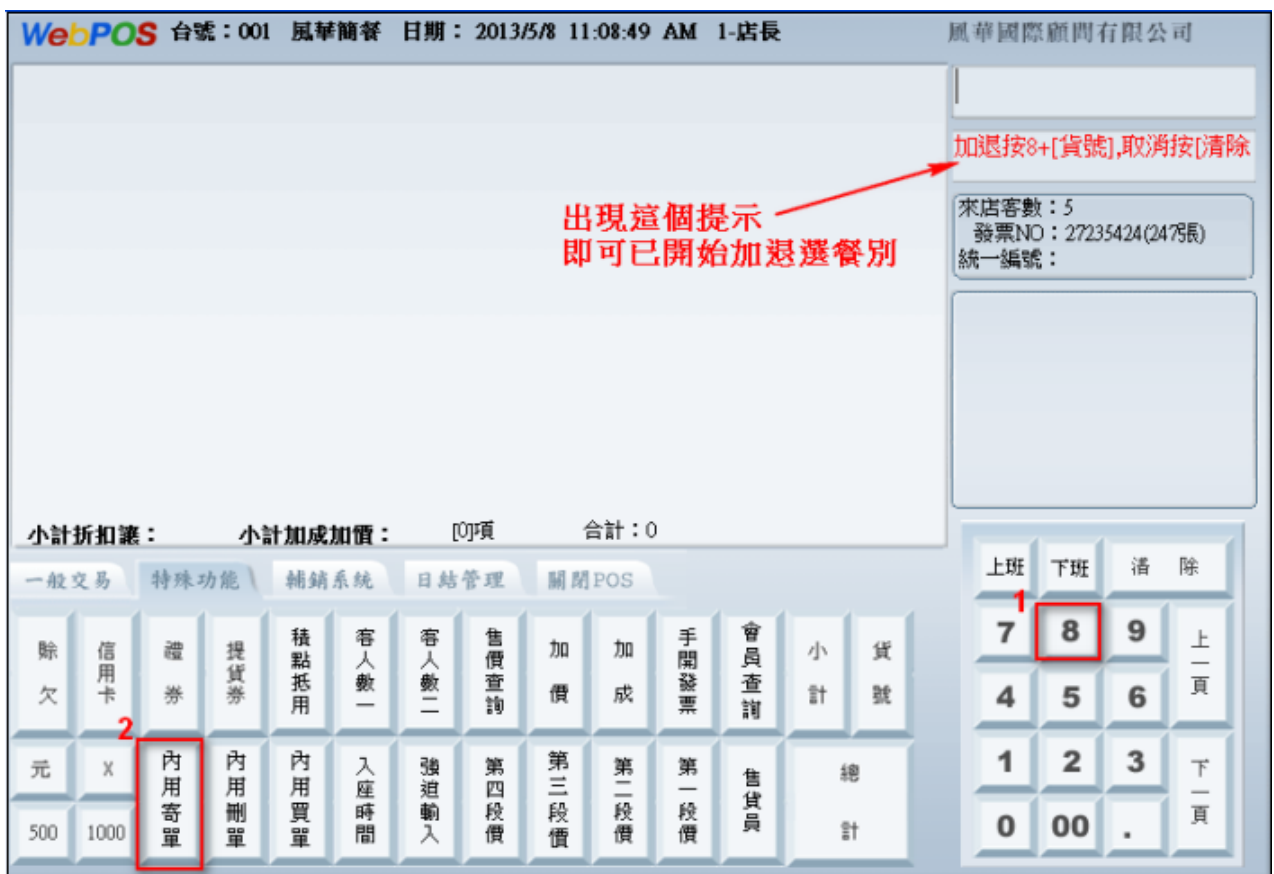 WebPOS 台號：001 風華簡餐 日期： 2013/5/8 11:08:49 AM 1-店長 風華國際顧問有限公司
加退按8+[貨號],取消按[清除
出現這個提示
即可已開始加退選餐別
來店客數：5
發票NO：27235424(247張)
統一編號：
小計折扣讓： 小計加成加價： [0]項 合計：0
一般交易 特殊功能 輔銷系統 日結管理 關閉POS
賒欠 信用卡 禮券 提貨券 積點抵用 客人數一 客人數二 售價查詢 加價 加成 手開發票 會員查詢 小計 貨號
2
元 X 內用寄單 內用刪單 內用買單 入座時間 強迫輸入 第四段價 第三段價 第二段價 第一段價 售貨員 總計
500 1000
上班 下班 清除
1
7 8 9 上一頁
4 5 6
1 2 3 下一頁
0 00 .